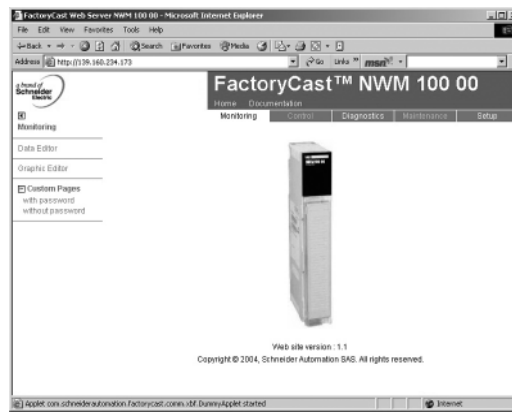 FactoryCast Web Server NWM 100 00 - Microsoft Internet Explorer
File Edit View Favorites Tools Help
Back Search Favorites Media
Address http://139.160.234.173 Go Links » msn
a brand of
Schneider
Electric
FactoryCast™ NWM 100 00
Home Documentation
Monitoring Control Diagnostics Maintenance Setup
Monitoring
Data Editor
Graphic Editor
Custom Pages
with password
without password
Web site version : 1.1
Copyright © 2004, Schneider Automation SAS. All rights reserved.
Applet com.schneiderautomation.factorycast.comm.xbf.DummyApplet started Internet